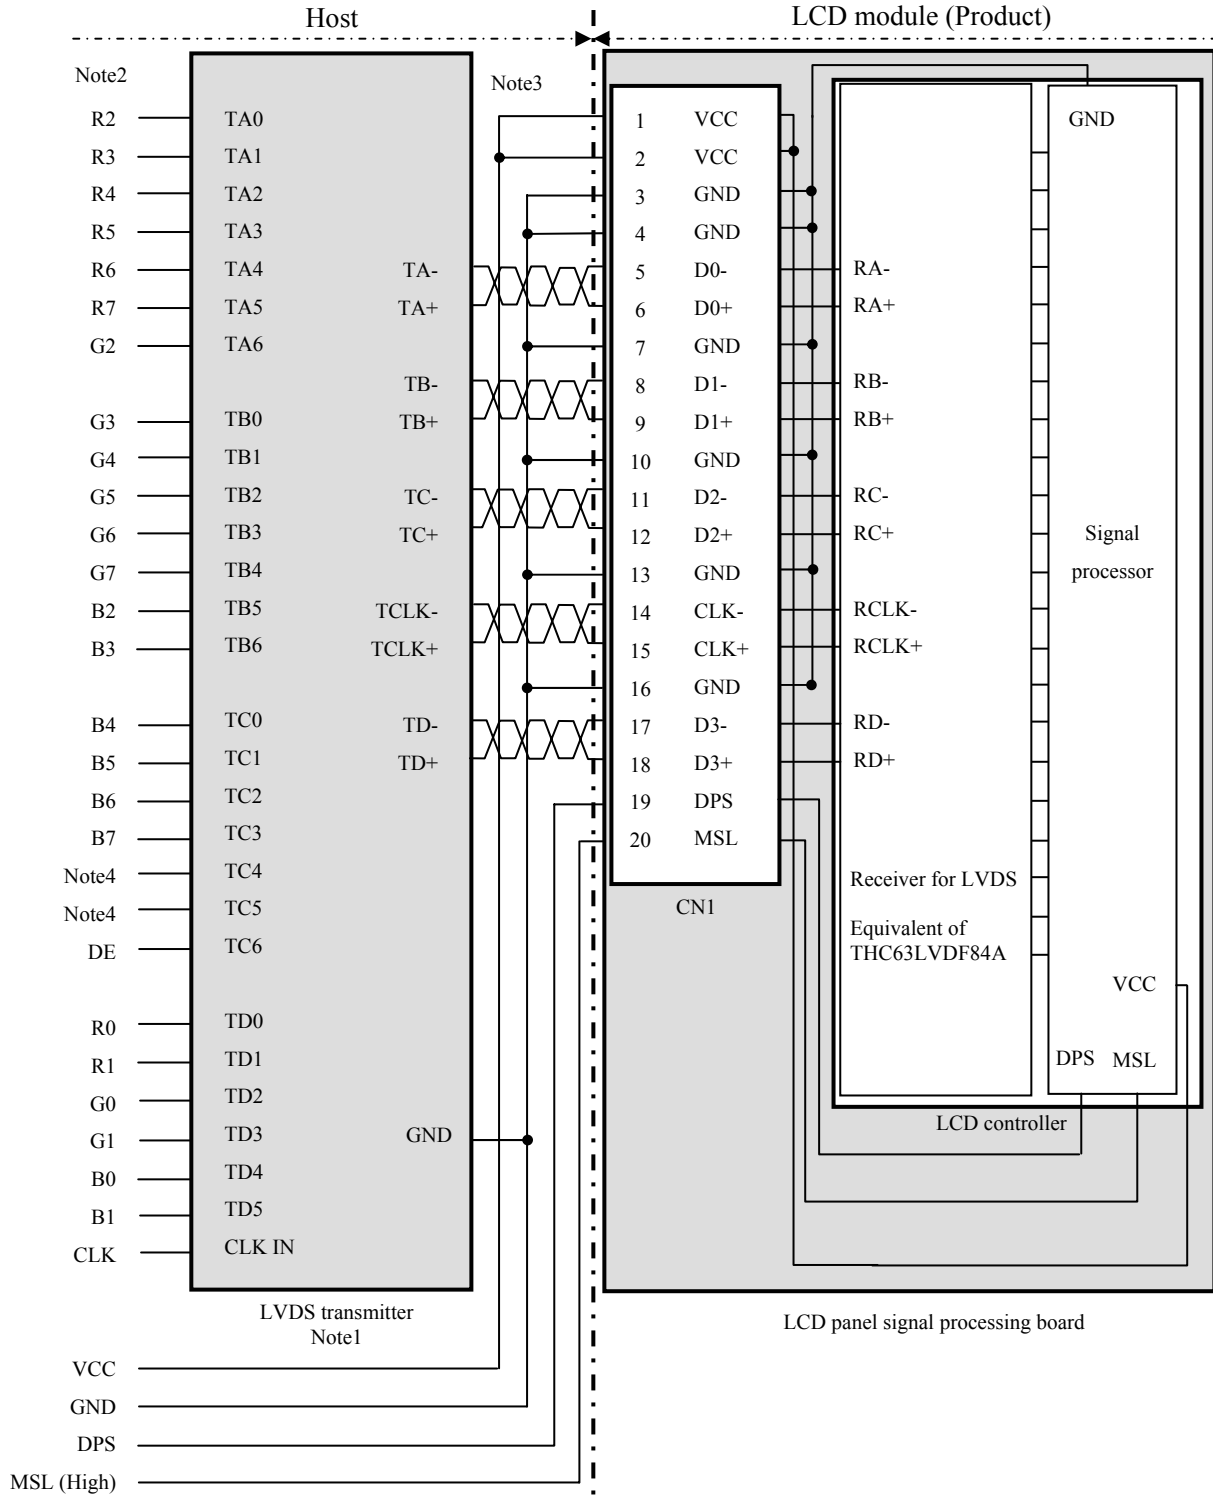 Host
LCD module (Product)
Note2
Note3
R2 TA0
R3 TA1
R4 TA2
R5 TA3
R6 TA4 TA-
R7 TA5 TA+
G2 TA6
TB-
G3 TB0 TB+
G4 TB1
G5 TB2 TC-
G6 TB3 TC+
G7 TB4
B2 TB5 TCLK-
B3 TB6 TCLK+
B4 TC0 TD-
B5 TC1 TD+
B6 TC2
B7 TC3
Note4 TC4
Note4 TC5
DE TC6
R0 TD0
R1 TD1
G0 TD2
G1 TD3 GND
B0 TD4
B1 TD5
CLK CLK IN
LVDS transmitter
Note1
VCC
GND
DPS
MSL (High)
1 VCC
2 VCC
3 GND
4 GND
5 D0- RA-
6 D0+ RA+
7 GND
8 D1- RB-
9 D1+ RB+
10 GND
11 D2- RC-
12 D2+ RC+
13 GND
14 CLK- RCLK-
15 CLK+ RCLK+
16 GND
17 D3- RD-
18 D3+ RD+
19 DPS
20 MSL
CN1
Receiver for LVDS
Equivalent of
THC63LVDF84A
GND
Signal
processor
VCC
DPS MSL
LCD controller
LCD panel signal processing board